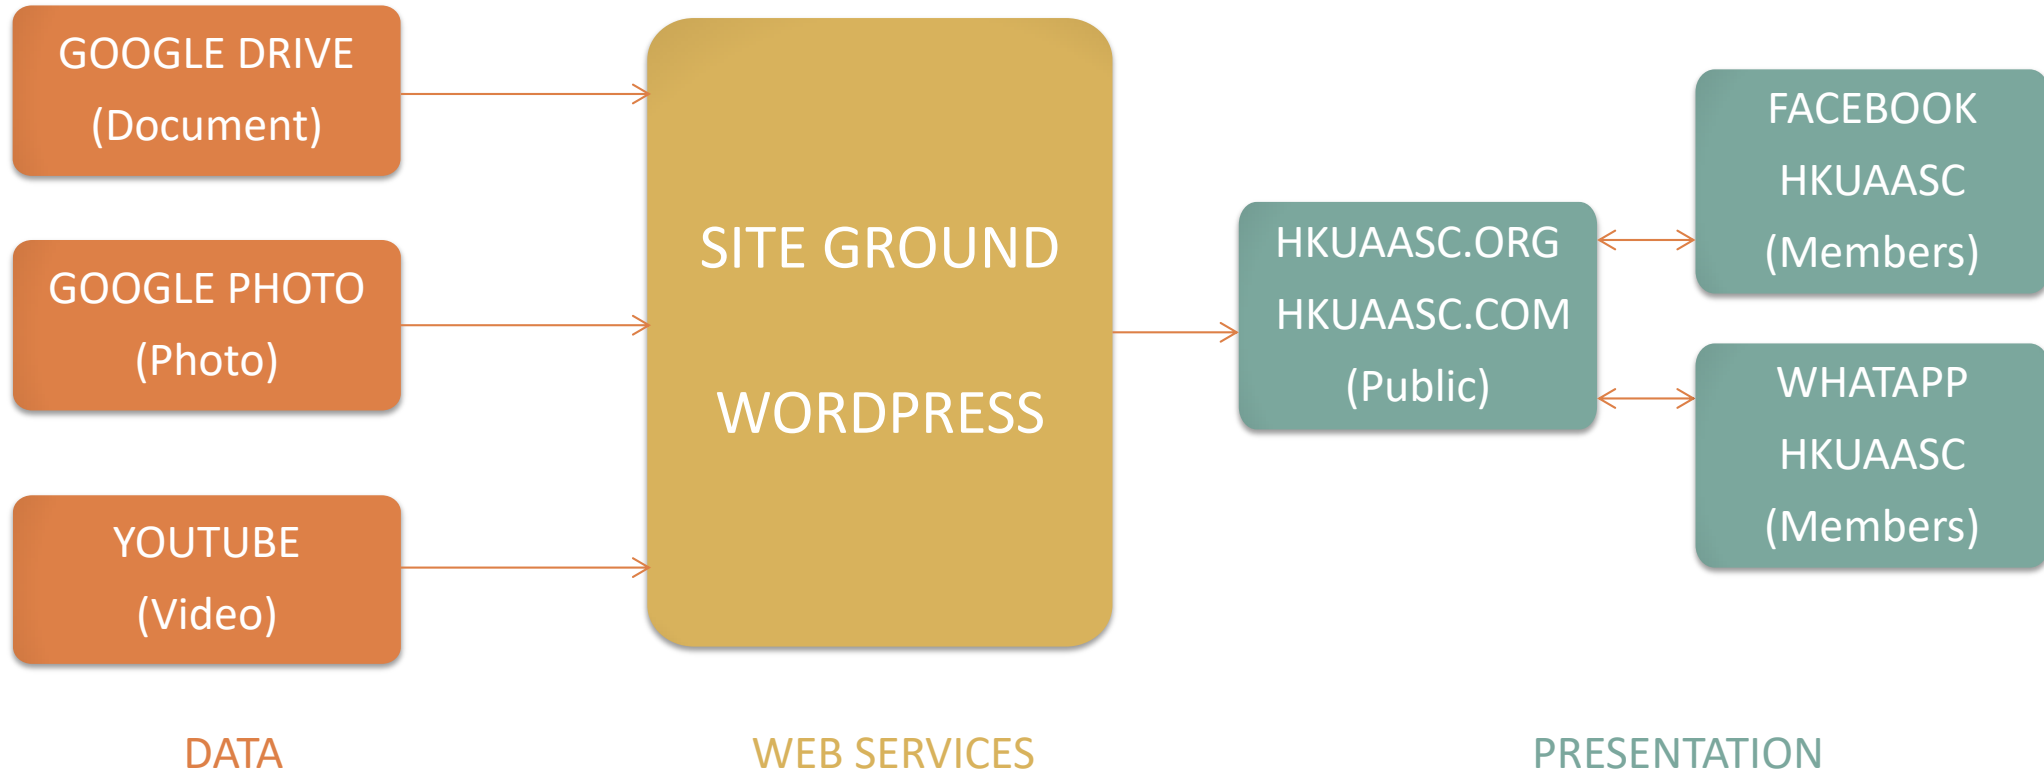 GOOGLE DRIVE
(Document)
GOOGLE PHOTO
(Photo)
YOUTUBE
(Video)
SITE GROUND
WORDPRESS
HKUAASC.ORG
HKUAASC.COM
(Public)
FACEBOOK
HKUAASC
(Members)
WHATAPP
HKUAASC
(Members)
DATA
WEB SERVICES
PRESENTATION